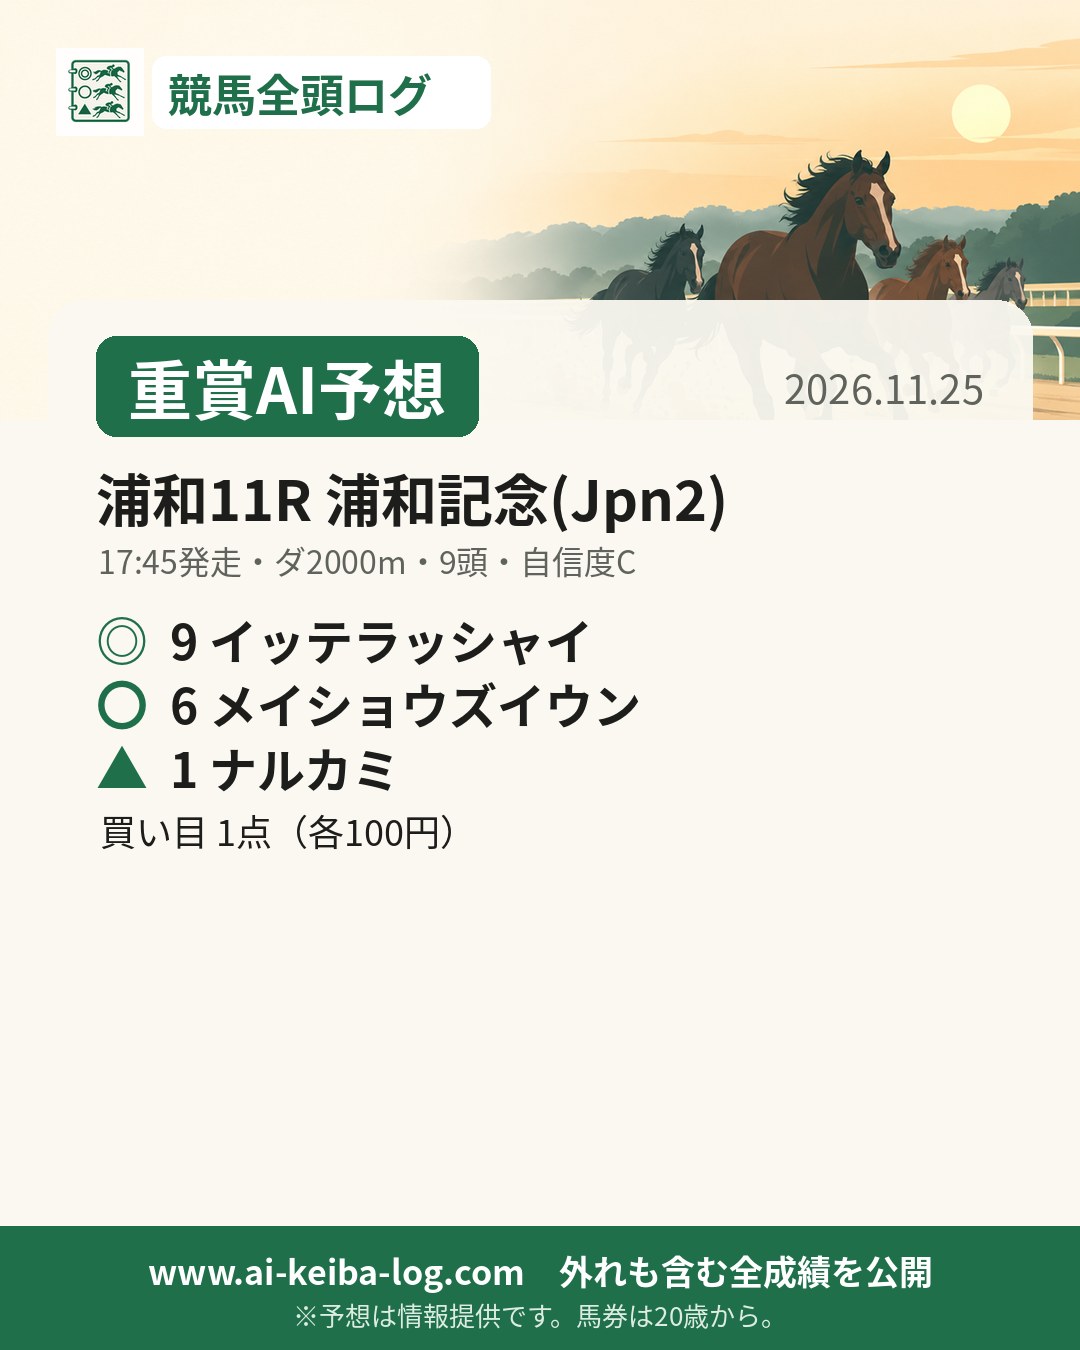 競馬全頭ログ
重賞AI予想
2026.11.25
浦和11R 浦和記念(Jpn2)
17:45発走・ダ2000m・9頭・自信度C
◎ 9 イッテラッシャイ
○ 6 メイショウズイウン
▲ 1 ナルカミ
買い目 1点（各100円）
www.ai-keiba-log.com 外れも含む全成績を公開
※予想は情報提供です。馬券は20歳から。